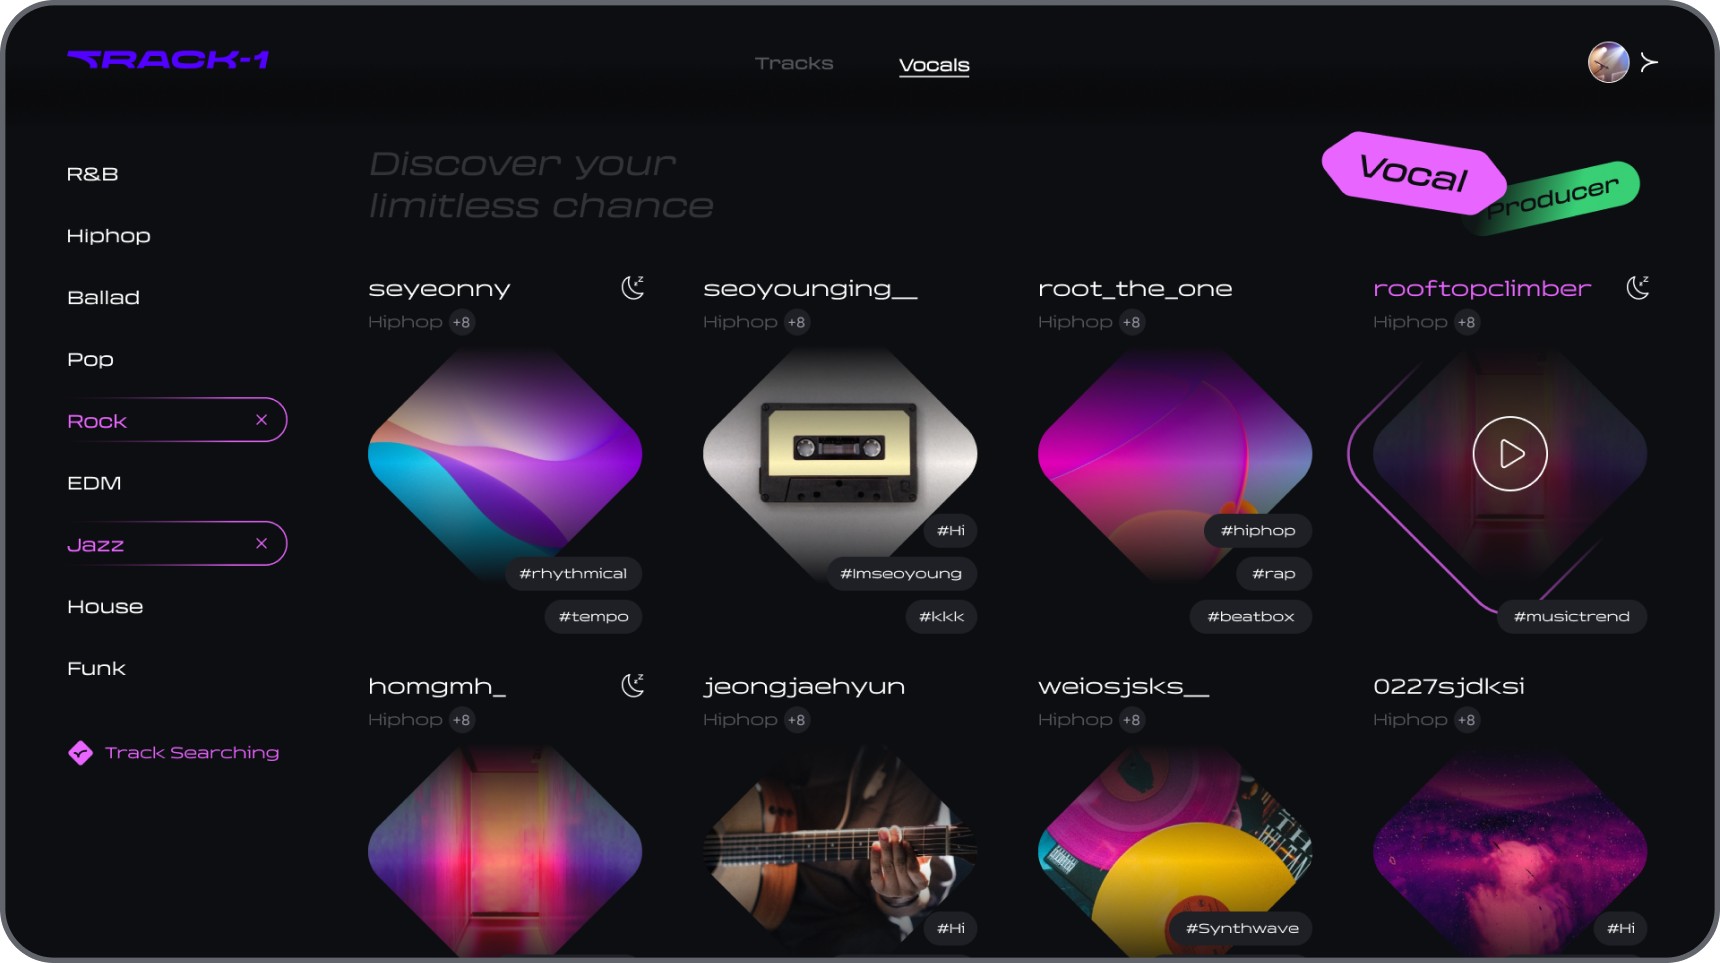 TRACK-1
Tracks
Vocals
R&B
Hiphop
Ballad
Pop
Rock
EDM
Jazz
House
Funk
Track Searching
Discover your
limitless chance
Vocal
Producer
seyeonny
Hiphop +8
#rhythmical
#tempo
seoyounging__
Hiphop +8
#Hi
#Imseoyoung
#kkk
root_the_one
Hiphop +8
#hiphop
#rap
#beatbox
rooftopclimber
Hiphop +8
#musictrend
homgmh_
Hiphop +8
jeongjaehyun
Hiphop +8
#Hi
weiosjsks__
Hiphop +8
#Synthwave
0227sjdksi
Hiphop +8
#Hi